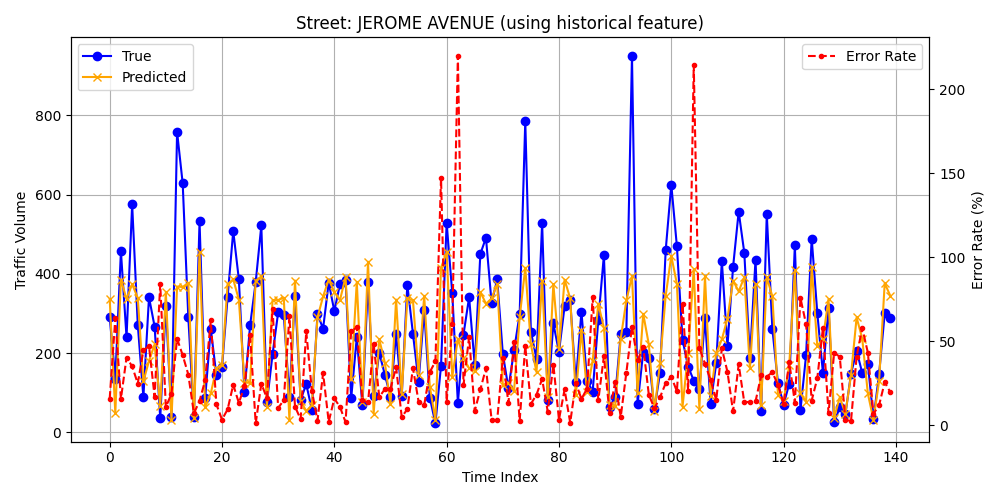 Street: JEROME AVENUE (using historical feature)
True
Predicted
Error Rate
Traffic Volume
0
200
400
600
800
0
50
100
150
200
Error Rate (%)
0 20 40 60 80 100 120 140
Time Index